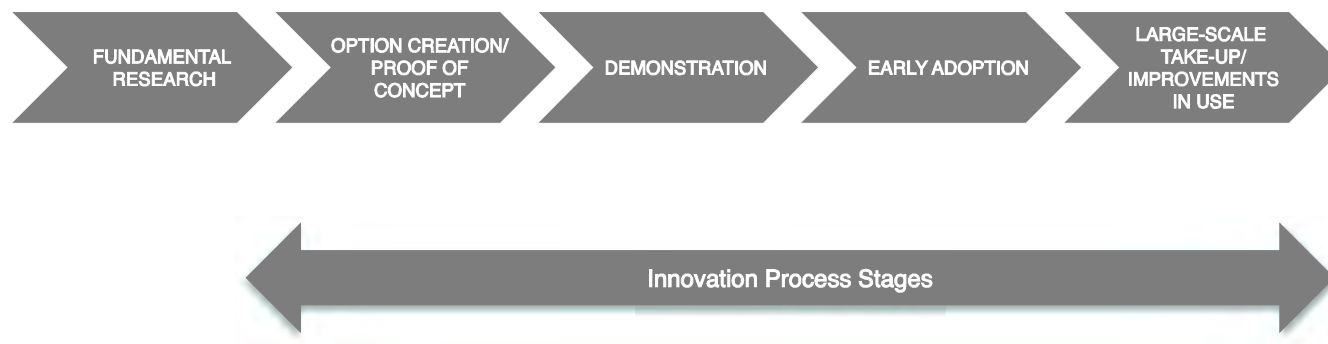 FUNDAMENTAL
RESEARCH
OPTION CREATION/
PROOF OF
CONCEPT
DEMONSTRATION
EARLY ADOPTION
LARGE-SCALE
TAKE-UP/
IMPROVEMENTS
IN USE
Innovation Process Stages